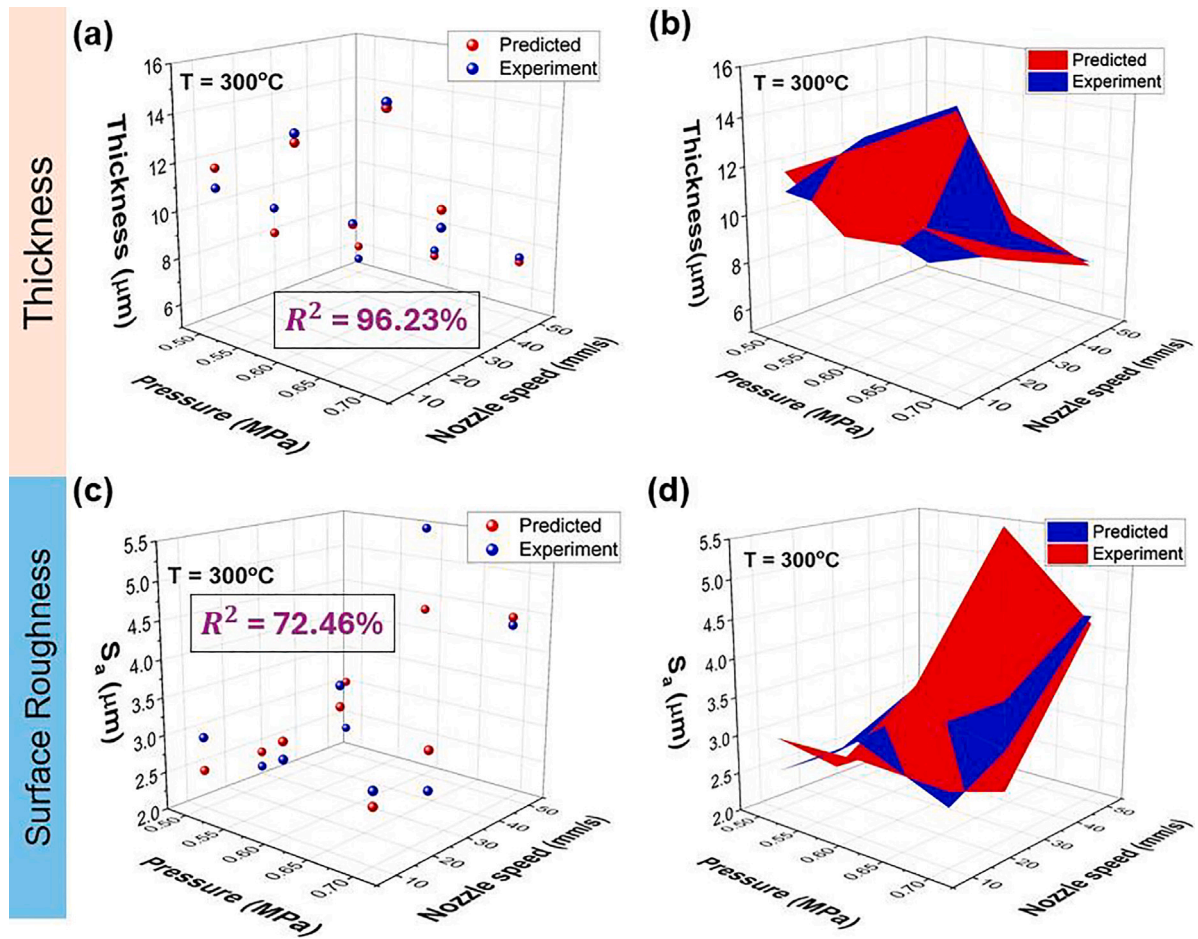 Thickness
(a)
Predicted
Experiment
T = 300ºC
16
14
12
10
8
6
Thickness (μm)
R² = 96.23%
0.50
0.55
0.60
0.65
0.70
Pressure (MPa)
10
20
30
40
50
Nozzle speed (mm/s)
(b)
Predicted
Experiment
T = 300ºC
16
14
12
10
8
6
Thickness(μm)
0.50
0.55
0.60
0.65
0.70
Pressure (MPa)
10
20
30
40
50
Nozzle speed (mm/s)
Surface Roughness
(c)
Predicted
Experiment
T = 300ºC
R² = 72.46%
5.5
5.0
4.5
4.0
3.5
3.0
2.5
2.0
Sa (μm)
0.50
0.55
0.60
0.65
0.70
Pressure (MPa)
10
20
30
40
50
Nozzle speed (mm/s)
(d)
Predicted
Experiment
T = 300ºC
5.5
5.0
4.5
4.0
3.5
3.0
2.5
2.0
Sa (μm)
0.50
0.55
0.60
0.65
0.70
Pressure (MPa)
10
20
30
40
50
Nozzle speed (mm/s)